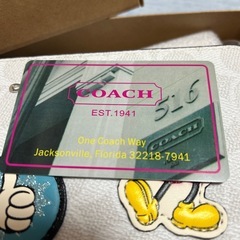 COACH
EST.1941
516
COACH
One Coach Way
Jacksonville, Florida 32218-7941